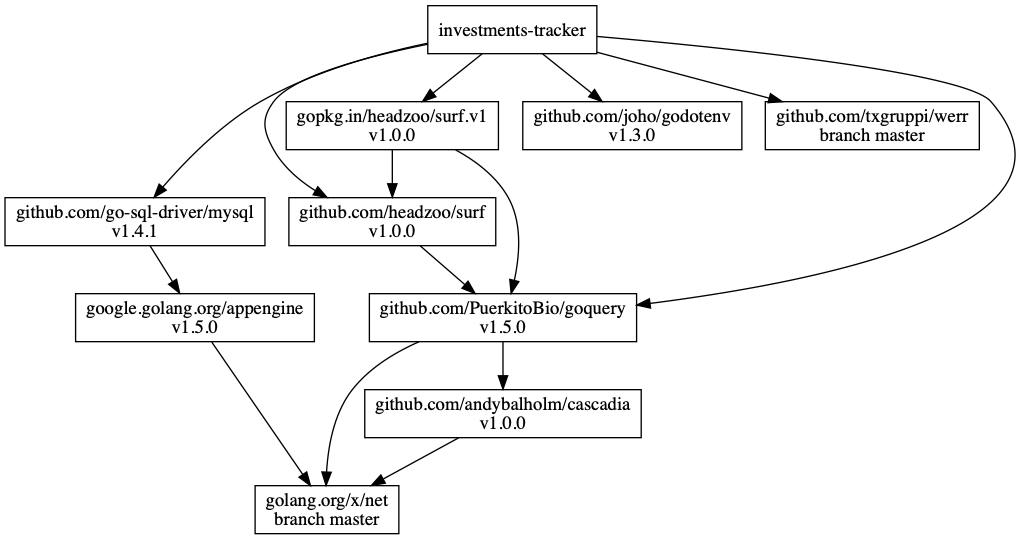 investments-tracker
gopkg.in/headzoo/surf.v1
v1.0.0
github.com/joho/godotenv
v1.3.0
github.com/txgruppi/werr
branch master
github.com/go-sql-driver/mysql
v1.4.1
github.com/headzoo/surf
v1.0.0
google.golang.org/appengine
v1.5.0
github.com/PuerkitoBio/goquery
v1.5.0
github.com/andybalholm/cascadia
v1.0.0
golang.org/x/net
branch master